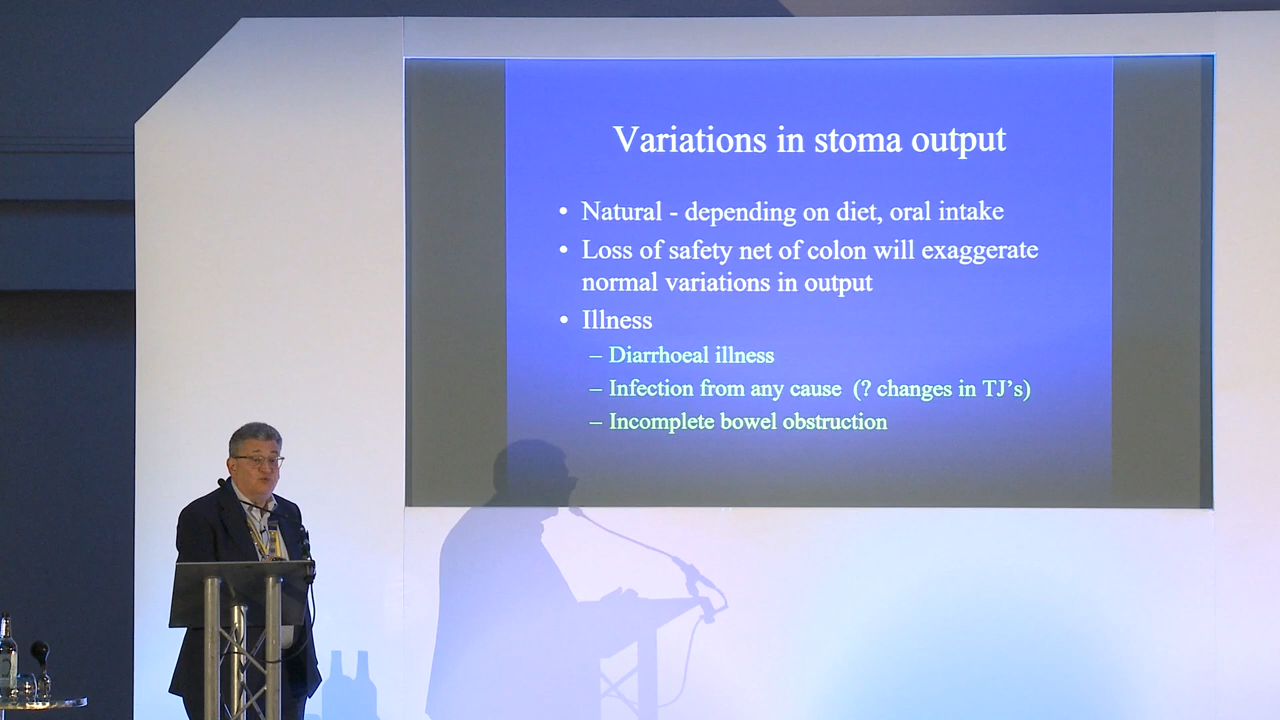 Variations in stoma output
• Natural - depending on diet, oral intake
• Loss of safety net of colon will exaggerate
normal variations in output
• Illness
– Diarrhoeal illness
– Infection from any cause (? changes in TJ's)
– Incomplete bowel obstruction